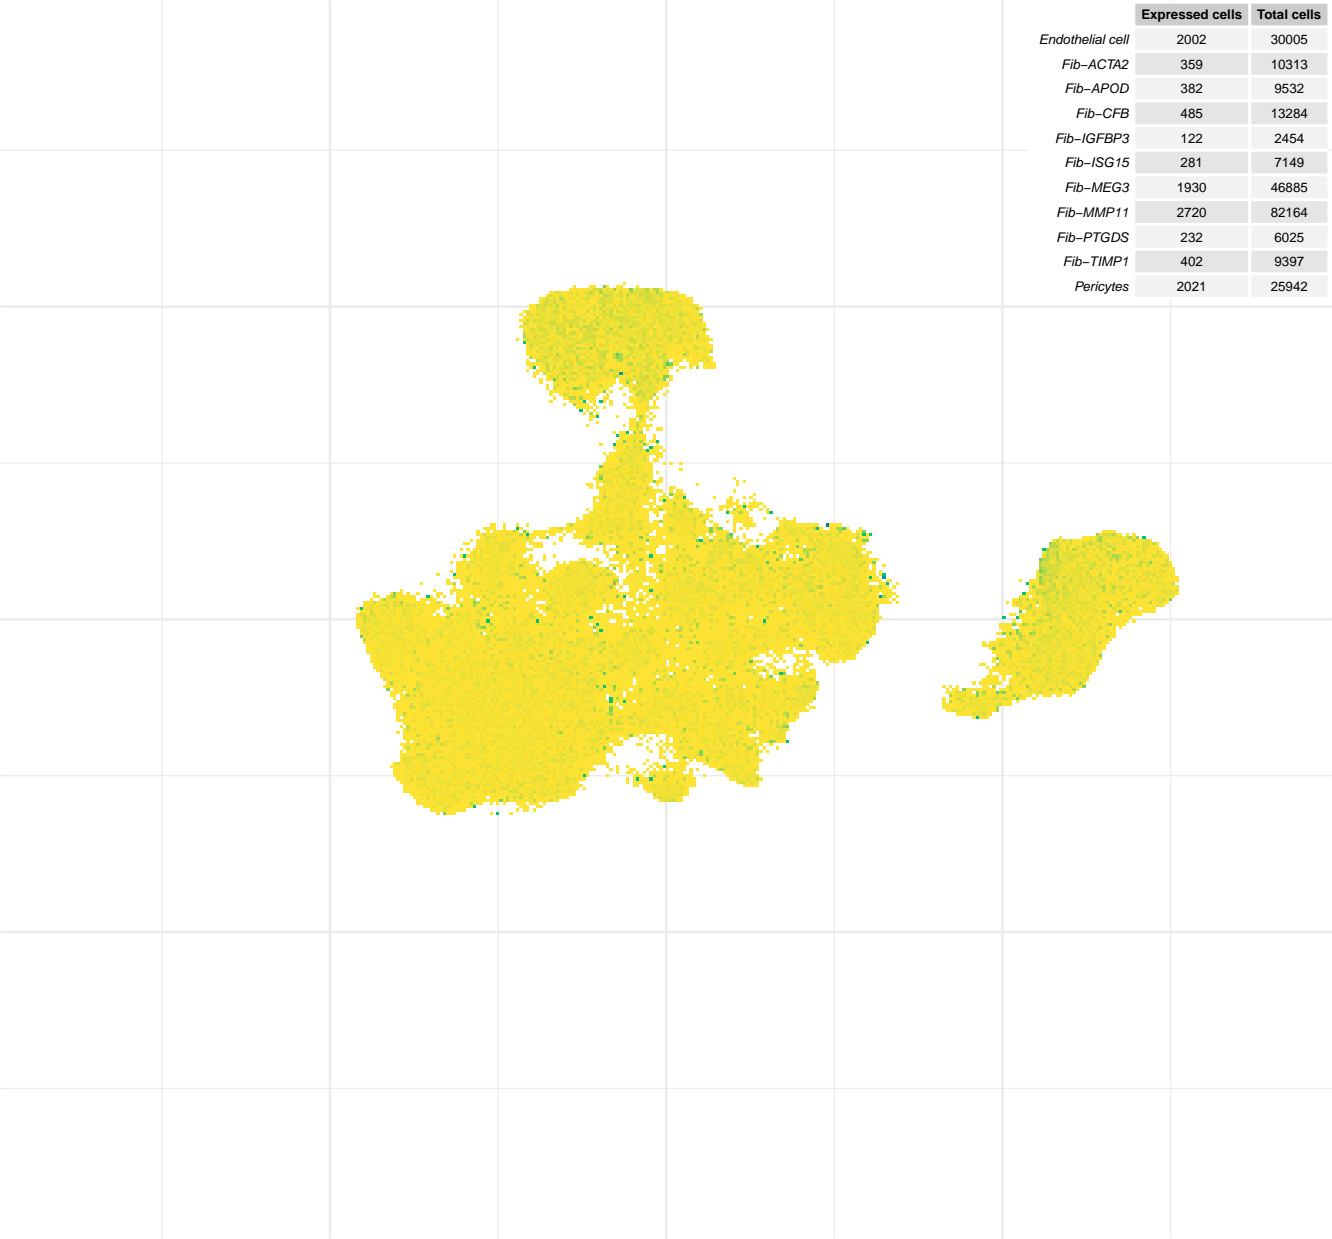 Expressed cells Total cells
Endothelial cell 2002 30005
Fib−ACTA2 359 10313
Fib−APOD 382 9532
Fib−CFB 485 13284
Fib−IGFBP3 122 2454
Fib−ISG15 281 7149
Fib−MEG3 1930 46885
Fib−MMP11 2720 82164
Fib−PTGDS 232 6025
Fib−TIMP1 402 9397
Pericytes 2021 25942